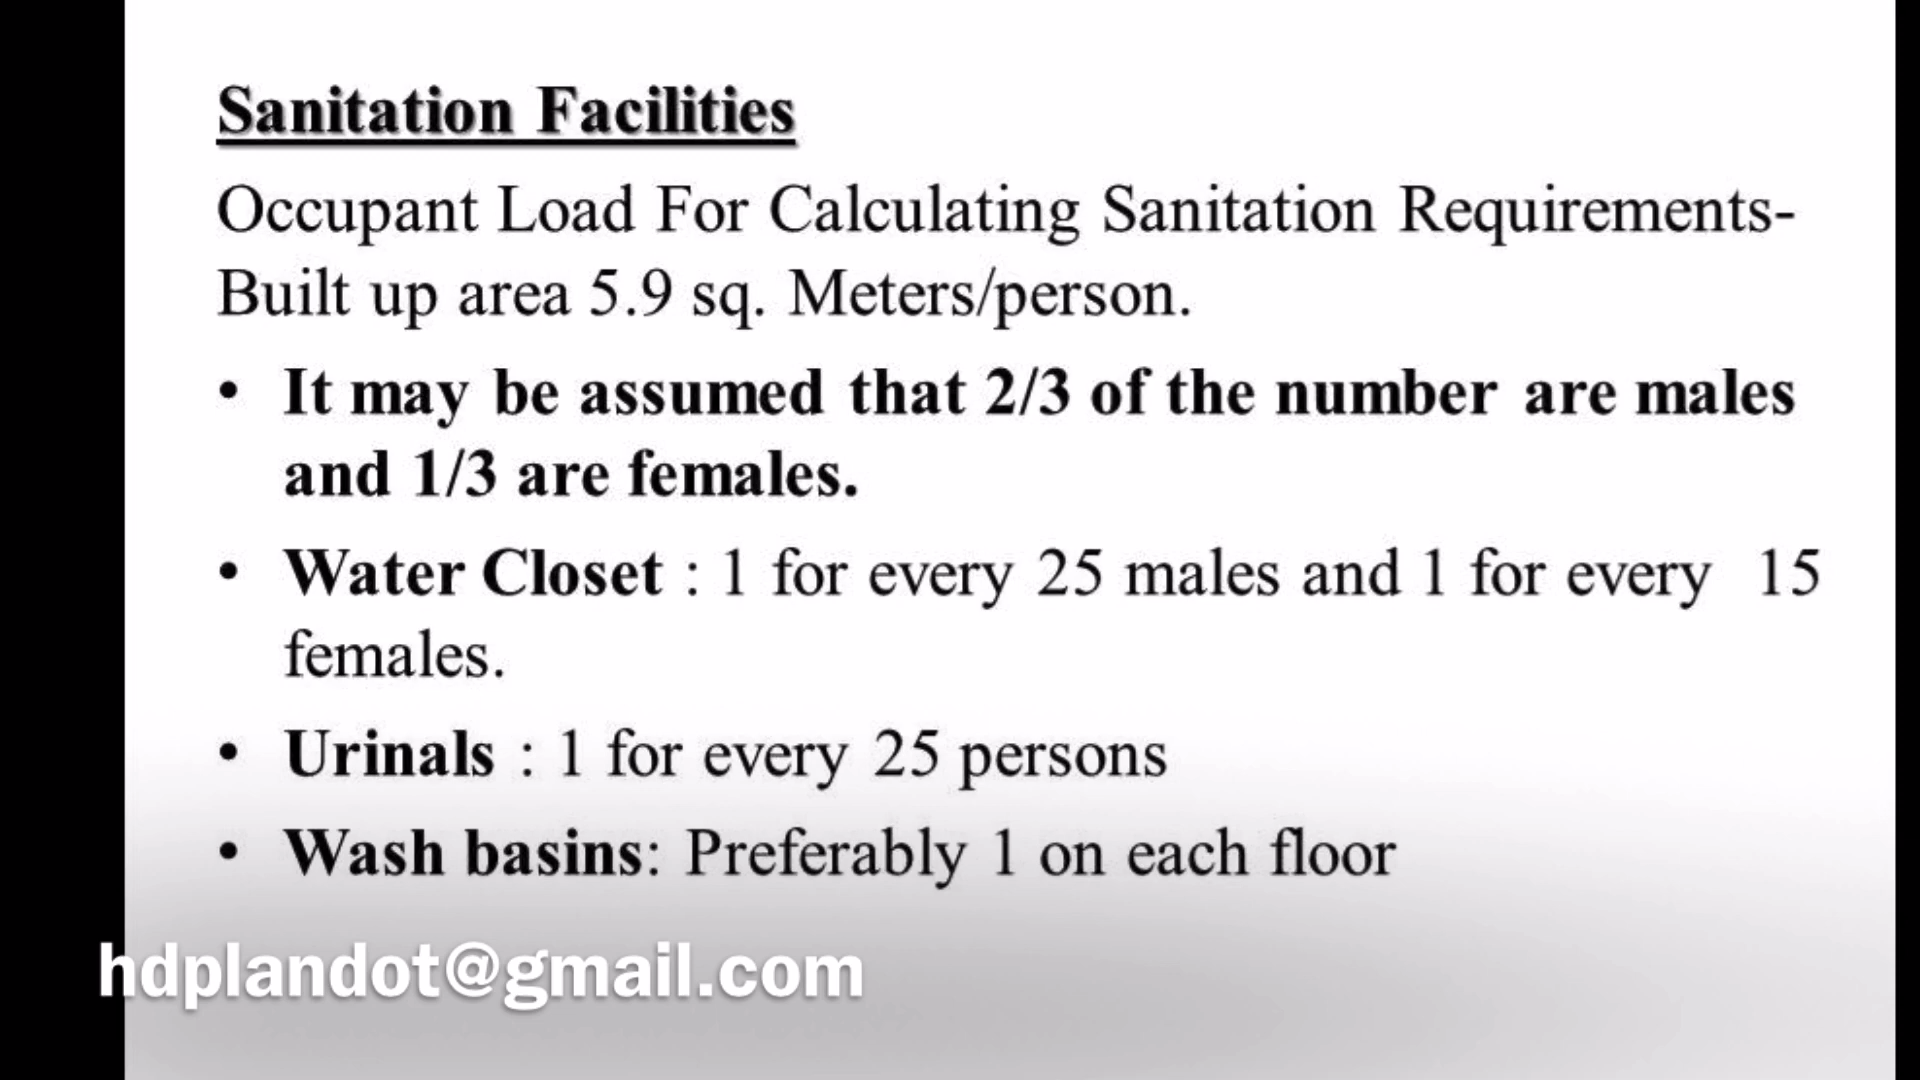 Sanitation Facilities
Occupant Load For Calculating Sanitation Requirements-
Built up area 5.9 sq. Meters/person.
• It may be assumed that 2/3 of the number are males
and 1/3 are females.
• Water Closet : 1 for every 25 males and 1 for every 15
females.
• Urinals : 1 for every 25 persons
• Wash basins: Preferably 1 on each floor
hdplandot@gmail.com